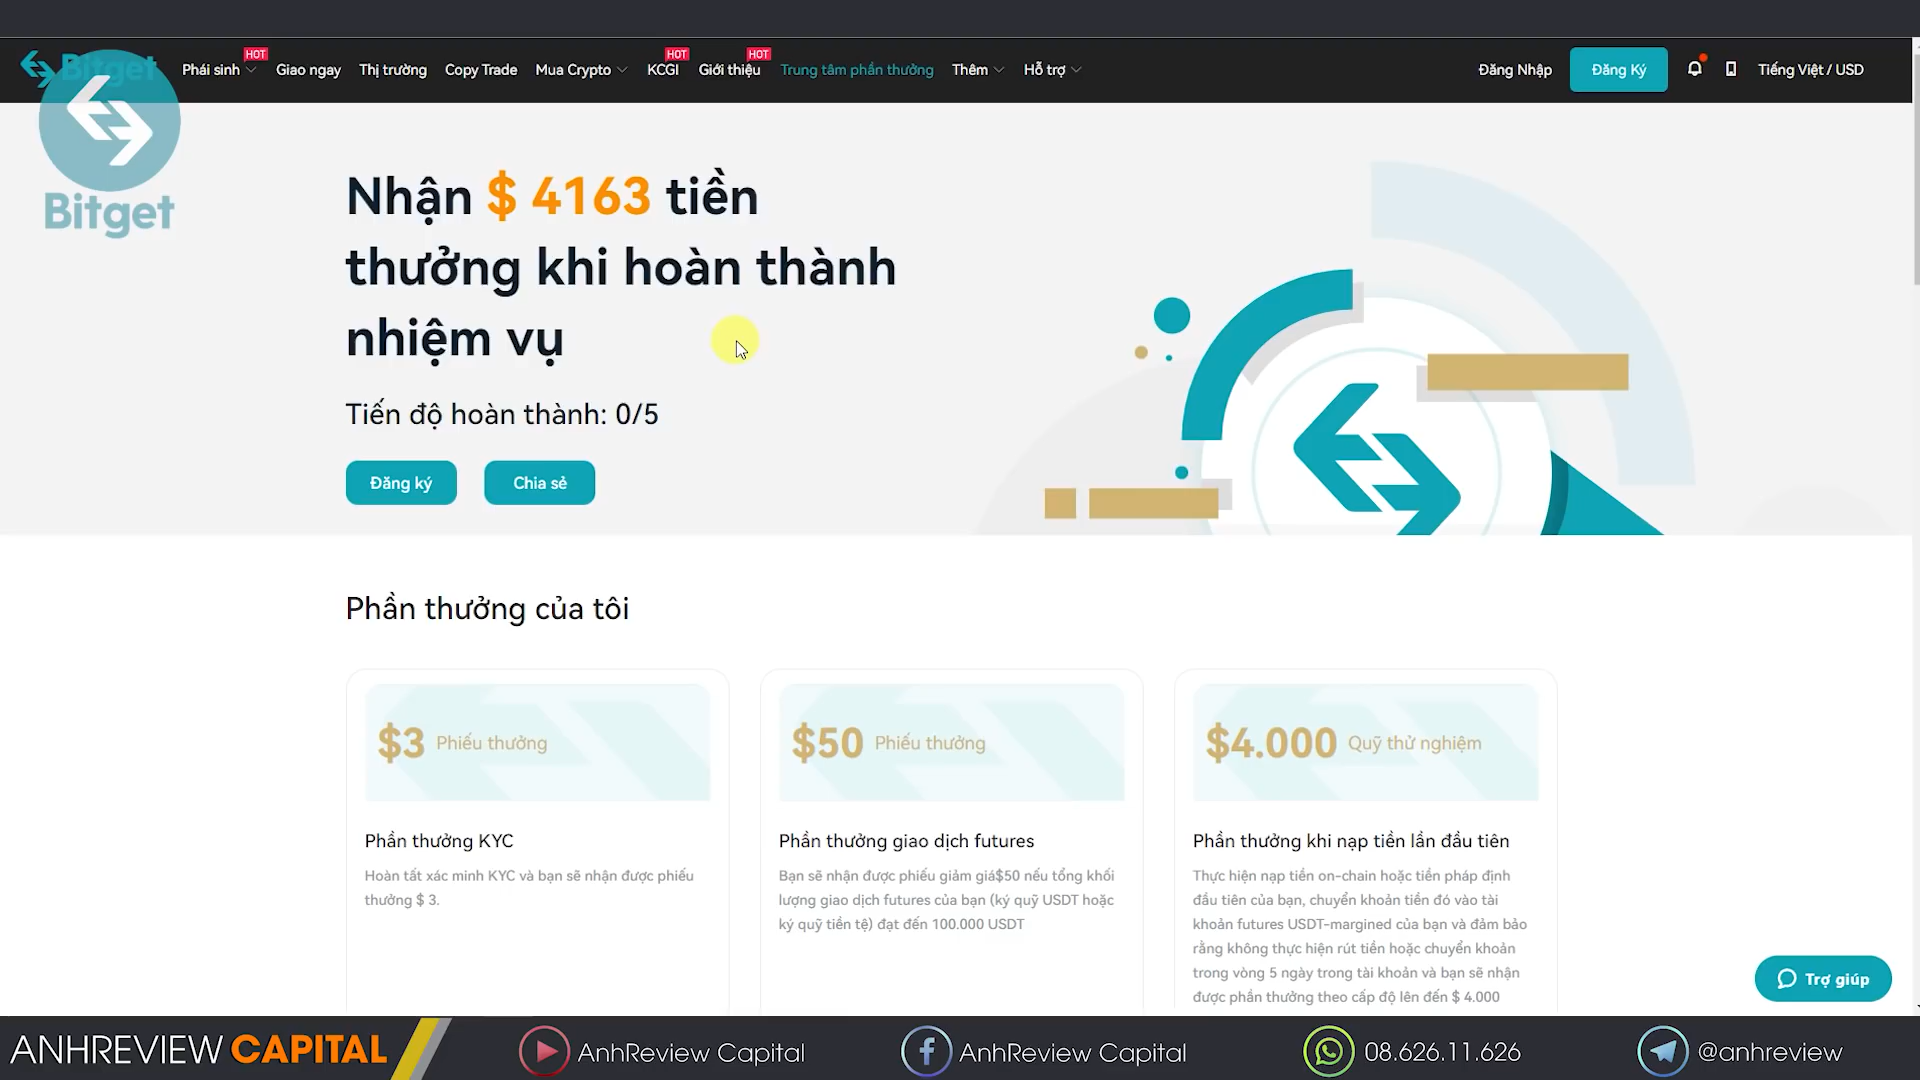 Bitget
Phái sinh
HOT
Giao ngay
Thị trường
Copy Trade
Mua Crypto
KCGI
HOT
Giới thiệu
HOT
Trung tâm phần thưởng
Thêm
Hỗ trợ
Đăng Nhập
Đăng Ký
Tiếng Việt / USD
Bitget
Nhận $ 4163 tiền
thưởng khi hoàn thành
nhiệm vụ
Tiến độ hoàn thành: 0/5
Đăng ký
Chia sẻ
Phần thưởng của tôi
$3 Phiếu thưởng
Phần thưởng KYC
Hoàn tất xác minh KYC và bạn sẽ nhận được phiếu
thưởng $ 3.
$50 Phiếu thưởng
Phần thưởng giao dịch futures
Bạn sẽ nhận được phiếu giảm giá$50 nếu tổng khối
lượng giao dịch futures của bạn (ký quỹ USDT hoặc
ký quỹ tiền tệ) đạt đến 100.000 USDT
$4.000 Quỹ thử nghiệm
Phần thưởng khi nạp tiền lần đầu tiên
Thực hiện nạp tiền on-chain hoặc tiền pháp định
đầu tiên của bạn, chuyển khoản tiền đó vào tài
khoản futures USDT-margined của bạn và đảm bảo
rằng không thực hiện rút tiền hoặc chuyển khoản
trong vòng 5 ngày trong tài khoản và bạn sẽ nhận
được phần thưởng theo cấp độ lên đến $ 4.000
Trợ giúp
ANHREVIEW CAPITAL
AnhReview Capital
AnhReview Capital
08.626.11.626
@anhreview